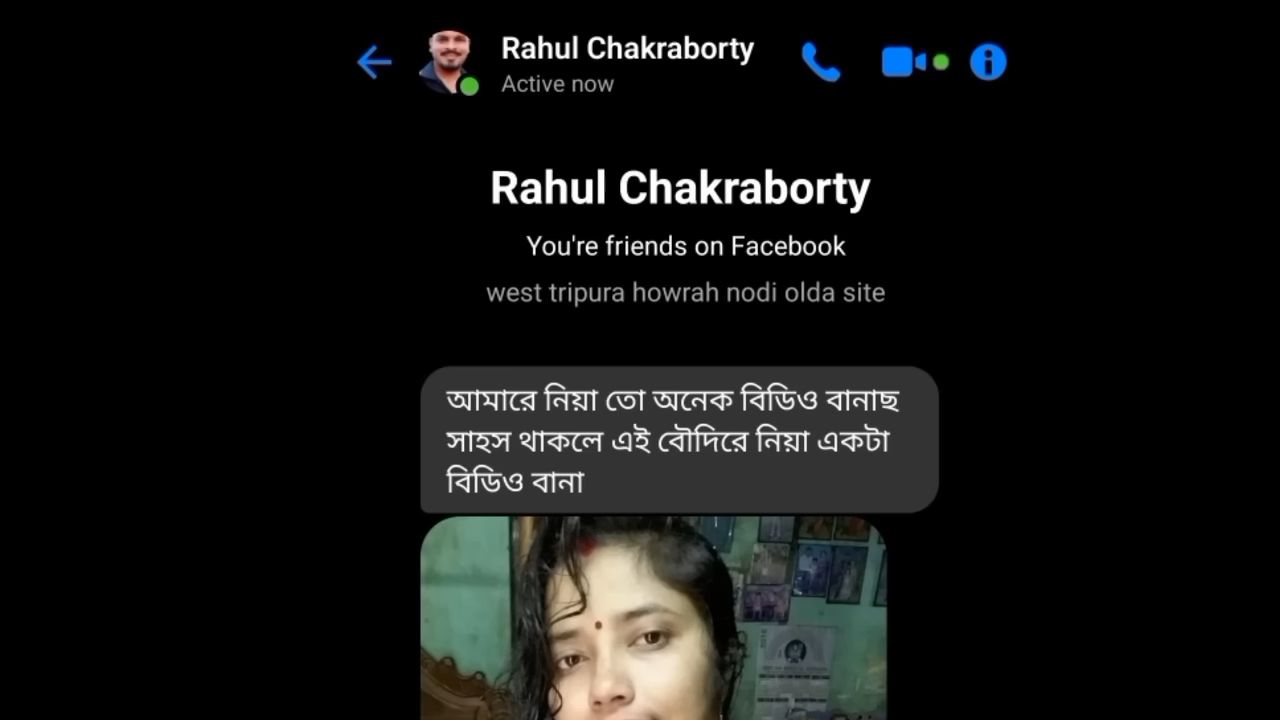 Rahul Chakraborty
Active now
Rahul Chakraborty
You're friends on Facebook
west tripura howrah nodi olda site
আমারে নিয়া তো অনেক বিডিও বানাছ
সাহস থাকলে এই বৌদিরে নিয়া একটা
বিডিও বানা